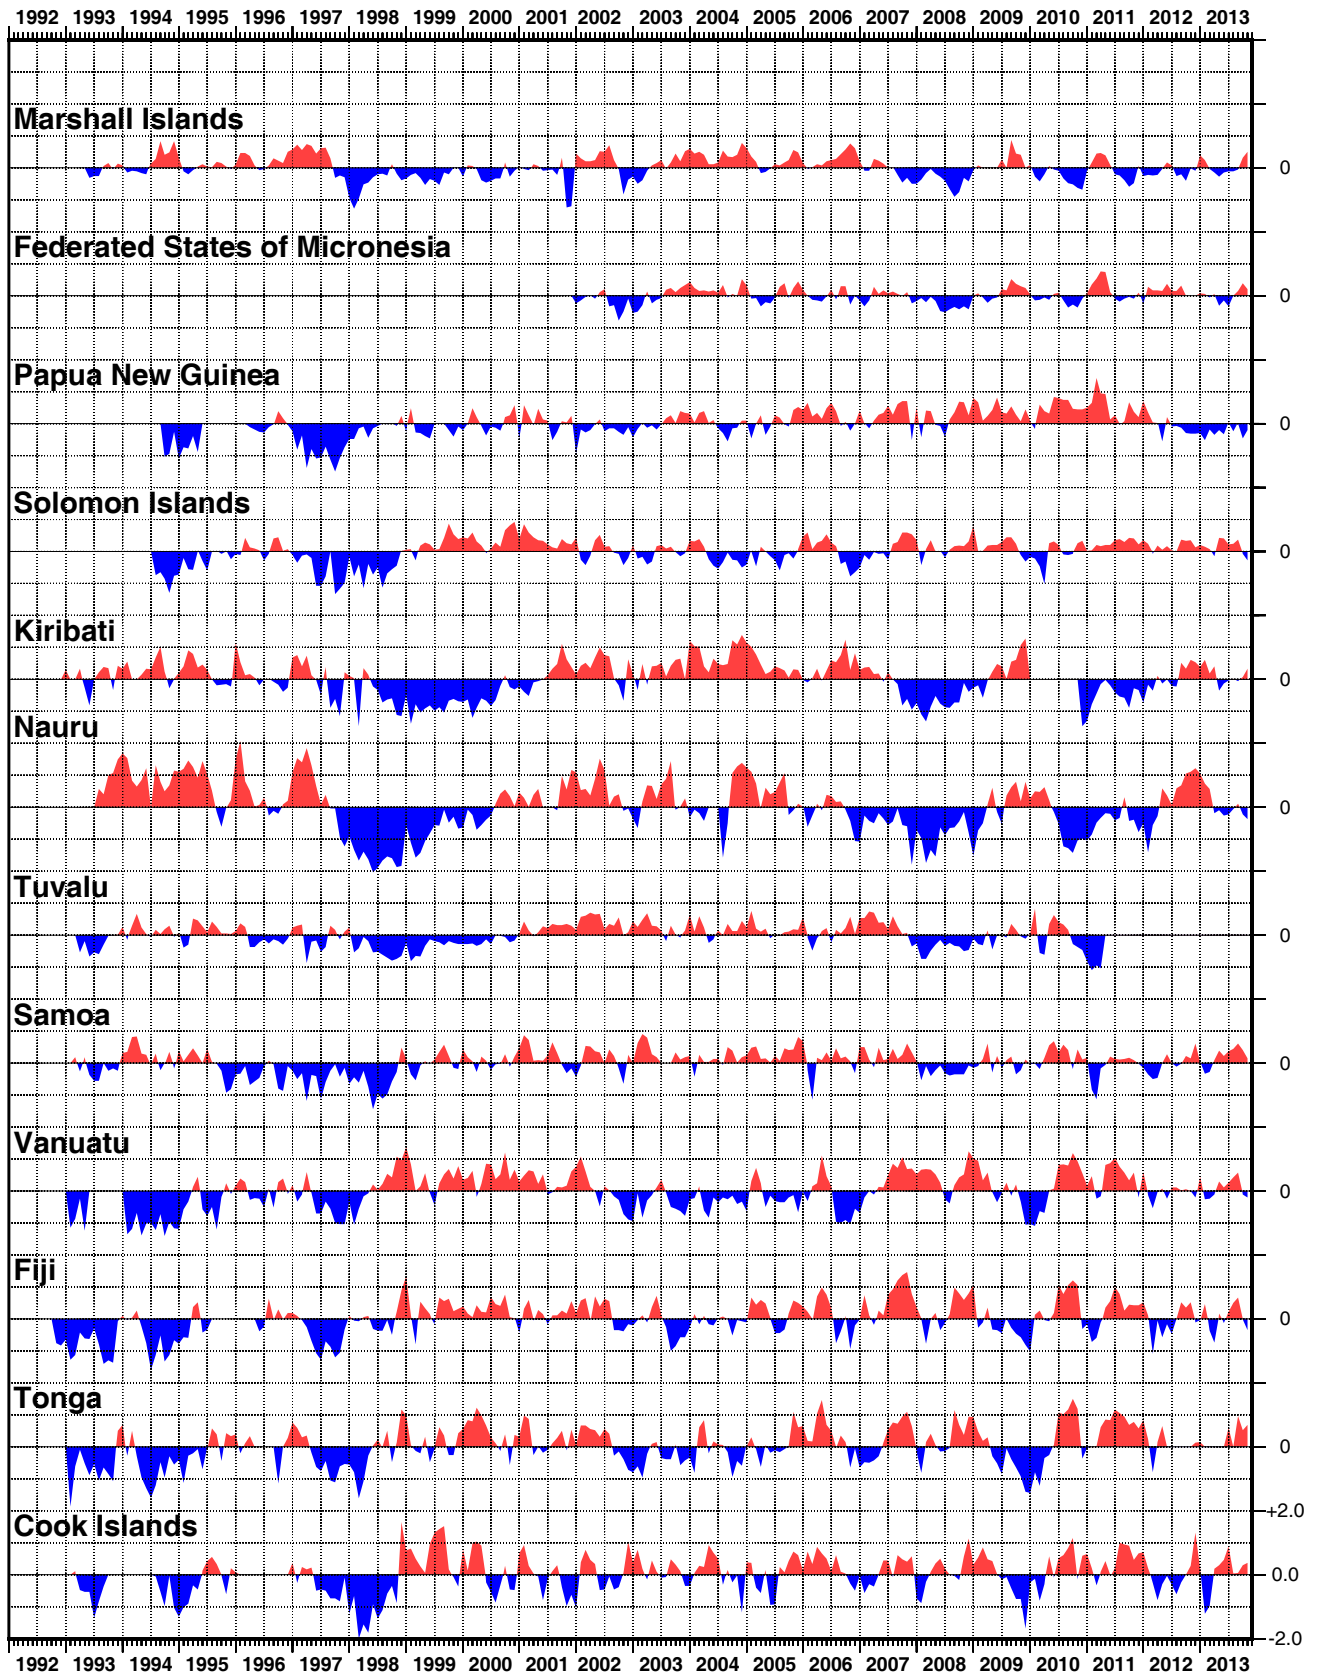 1992 1993 1994 1995 1996 1997 1998 1999 2000 2001 2002 2003 2004 2005 2006 2007 2008 2009 2010 2011 2012 2013
Marshall Islands
0
Federated States of Micronesia
0
Papua New Guinea
0
Solomon Islands
0
Kiribati
0
Nauru
0
Tuvalu
0
Samoa
0
Vanuatu
0
Fiji
0
Tonga
0
+2.0
Cook Islands
0.0
-2.0
1992 1993 1994 1995 1996 1997 1998 1999 2000 2001 2002 2003 2004 2005 2006 2007 2008 2009 2010 2011 2012 2013